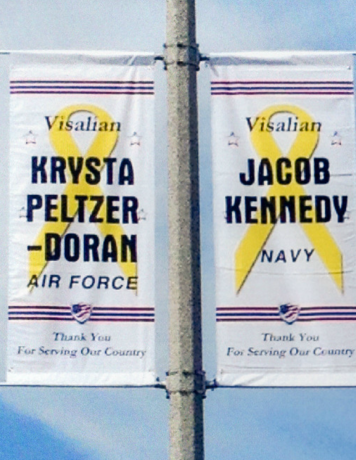 Visalian
KRYSTA
PELTZER
-DORAN
AIR FORCE
Thank You
For Serving Our Country
Visalian
JACOB
KENNEDY
NAVY
Thank You
For Serving Our Country